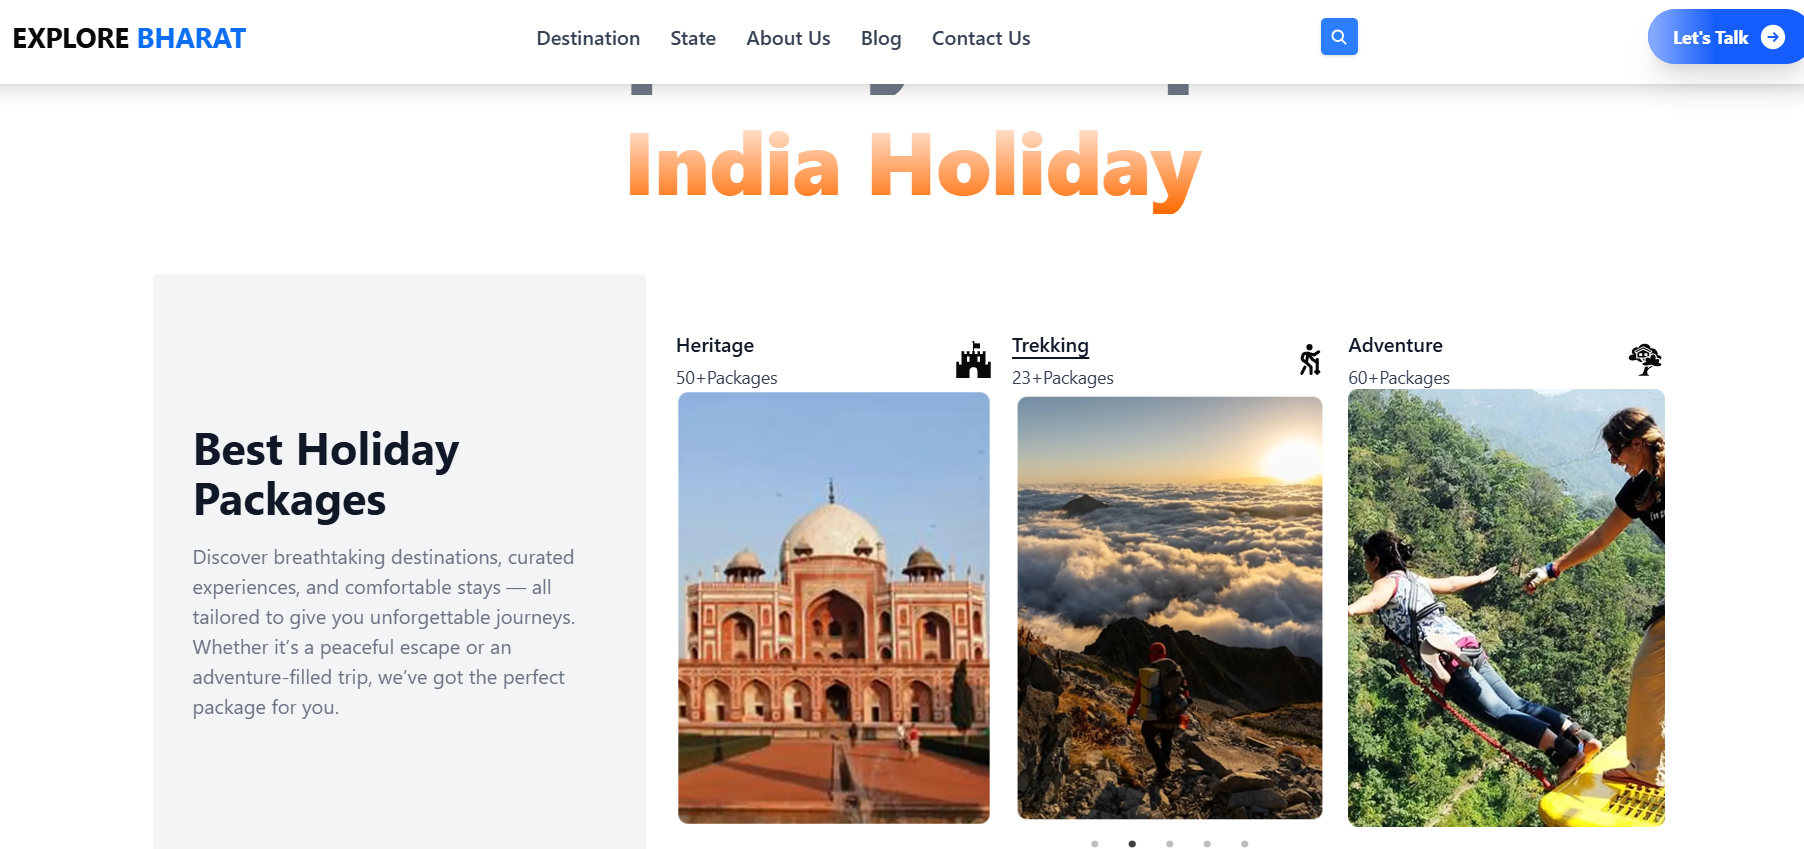 EXPLORE BHARAT
Destination
State
About Us
Blog
Contact Us
Let's Talk
India Holiday
Best Holiday
Packages
Discover breathtaking destinations, curated
experiences, and comfortable stays — all
tailored to give you unforgettable journeys.
Whether it’s a peaceful escape or an
adventure-filled trip, we’ve got the perfect
package for you.
Heritage
50+Packages
Trekking
23+Packages
Adventure
60+Packages